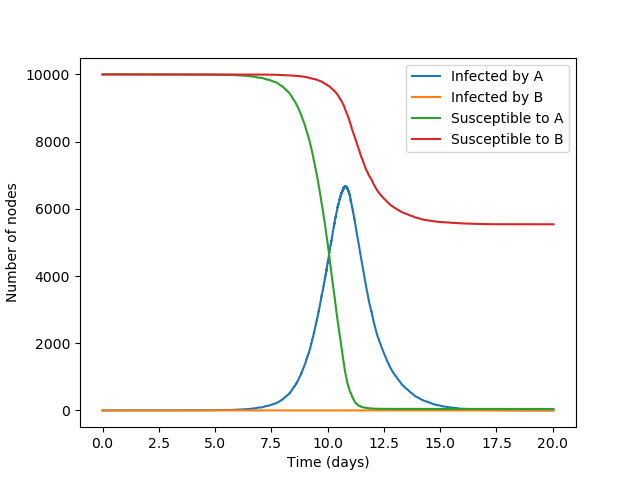 Infected by A
Infected by B
Susceptible to A
Susceptible to B
Number of nodes
10000
8000
6000
4000
2000
0
0.0 2.5 5.0 7.5 10.0 12.5 15.0 17.5 20.0
Time (days)